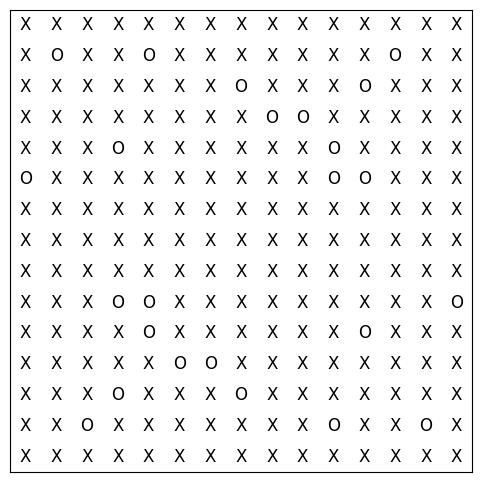 X X X X X X X X X X X X X X X
X O X X O X X X X X X X O X X
X X X X X X X O X X X O X X X
X X X X X X X X O O X X X X X
X X X O X X X X X X O X X X X
O X X X X X X X X X O O X X X
X X X X X X X X X X X X X X X
X X X X X X X X X X X X X X X
X X X X X X X X X X X X X X X
X X X O O X X X X X X X X X O
X X X X O X X X X X X O X X X
X X X X X O O X X X X X X X X
X X X O X X X O X X X X X X X
X X O X X X X X X X O X X O X
X X X X X X X X X X X X X X X